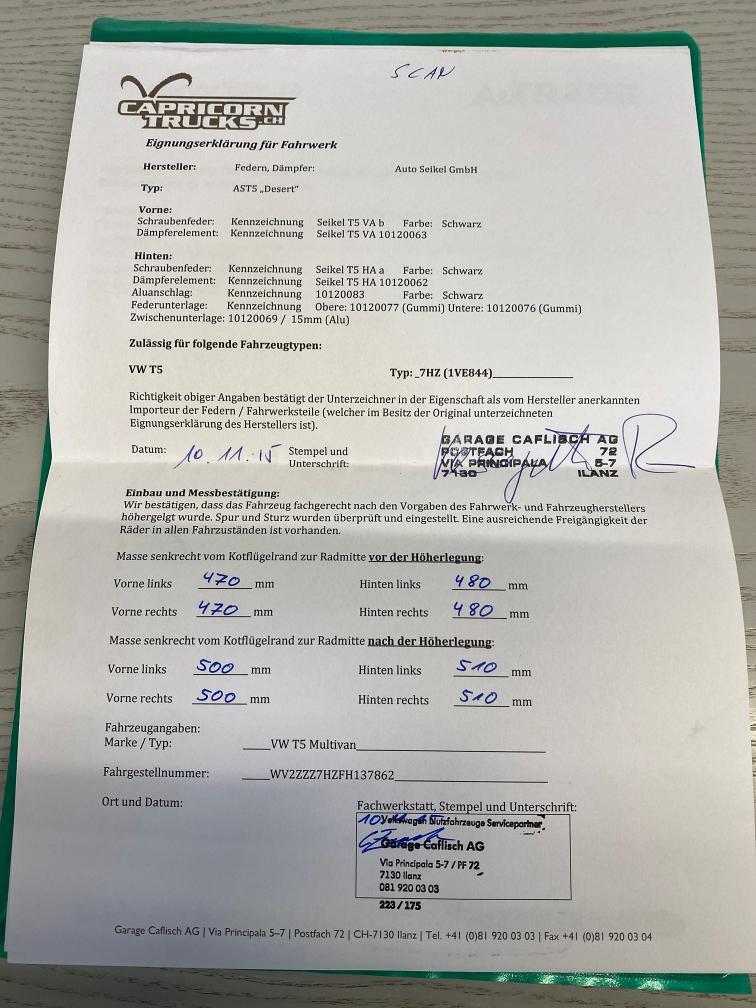 SCAN
CAPRICORN
TRUCKS.CH
Eignungserklärung für Fahrwerk
Hersteller: Federn, Dämpfer: Auto Seikel GmbH
Typ: AST5 „Desert“
Vorne:
Schraubenfeder: Kennzeichnung Seikel T5 VA b Farbe: Schwarz
Dämpferelement: Kennzeichnung Seikel T5 VA 10120063
Hinten:
Schraubenfeder: Kennzeichnung Seikel T5 HA a Farbe: Schwarz
Dämpferelement: Kennzeichnung Seikel T5 HA 10120062
Aluanschlag: Kennzeichnung 10120083 Farbe: Schwarz
Federunterlage: Kennzeichnung Obere: 10120077 (Gummi) Untere: 10120076 (Gummi)
Zwischenunterlage: 10120069 / 15mm (Alu)
Zulässig für folgende Fahrzeugtypen:
VW T5 Typ: _7HZ (1VE844)______________
Richtigkeit obiger Angaben bestätigt der Unterzeichner in der Eigenschaft als vom Hersteller anerkannten
Importeur der Federn / Fahrwerksteile (welcher im Besitz der Original unterzeichneten
Eignungserklärung des Herstellers ist).
Datum: 10.11.15 Stempel und
Unterschrift:
GARAGE CAFLISCH AG
POSTFACH 72
VIA PRINCIPALA 5-7
7130 ILANZ
Einbau und Messbestätigung:
Wir bestätigen, dass das Fahrzeug fachgerecht nach den Vorgaben des Fahrwerk- und Fahrzeugherstellers
höhergelgt wurde. Spur und Sturz wurden überprüft und eingestellt. Eine ausreichende Freigängigkeit der
Räder in allen Fahrzuständen ist vorhanden.
Masse senkrecht vom Kotflügelrand zur Radmitte vor der Höherlegung:
Vorne links 470 mm Hinten links 480 mm
Vorne rechts 470 mm Hinten rechts 480 mm
Masse senkrecht vom Kotflügelrand zur Radmitte nach der Höherlegung:
Vorne links 500 mm Hinten links 510 mm
Vorne rechts 500 mm Hinten rechts 510 mm
Fahrzeugangaben:
Marke / Typ: _____VW T5 Multivan_____
Fahrgestellnummer: _____WV2ZZZ7HZFH137862_____
Ort und Datum: Fachwerkstatt, Stempel und Unterschrift:
10 Volkswagen Nutzfahrzeuge Servicepartner
Garage Caflisch AG
Via Principala 5-7 / PF 72
7130 Ilanz
081 920 03 03
223 / 175
Garage Caflisch AG | Via Principala 5–7 | Postfach 72 | CH-7130 Ilanz | Tel. +41 (0)81 920 03 03 | Fax +41 (0)81 920 03 04